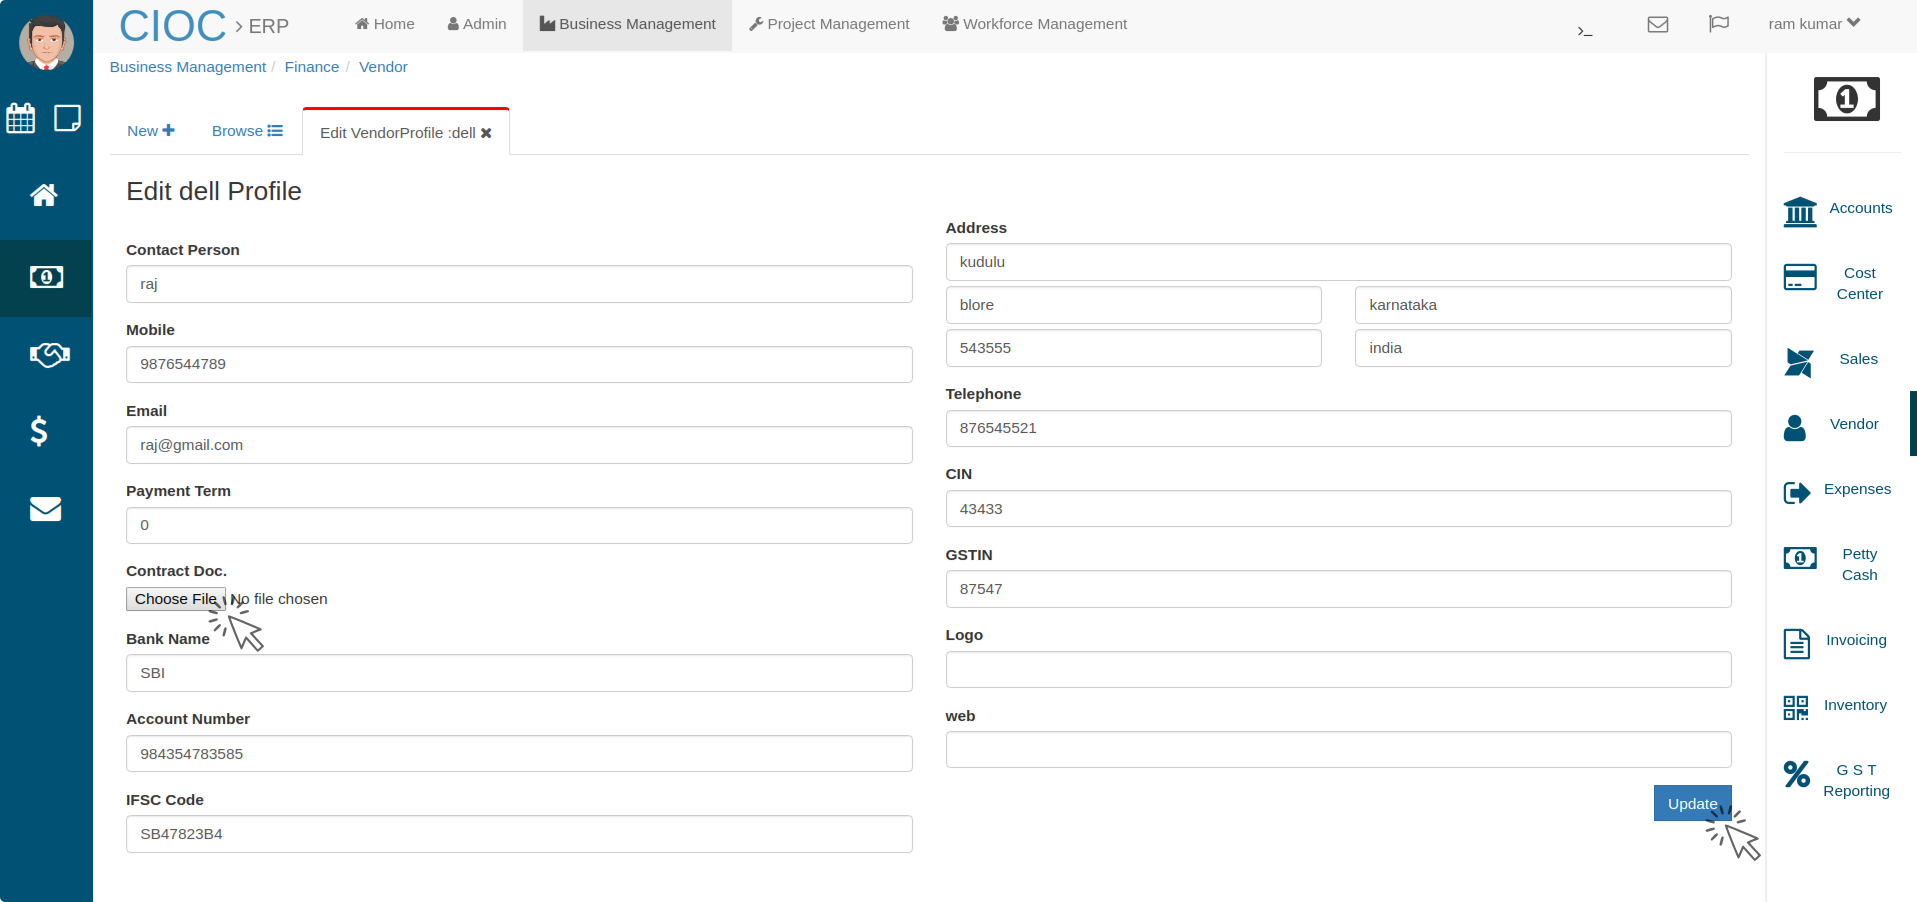 CIOC > ERP
Home
Admin
Business Management
Project Management
Workforce Management
>_
ram kumar
Business Management / Finance / Vendor
New
Browse
Edit VendorProfile :dell
Edit dell Profile
Contact Person
raj
Mobile
9876544789
Email
raj@gmail.com
Payment Term
0
Contract Doc.
Choose File No file chosen
Bank Name
SBI
Account Number
984354783585
IFSC Code
SB47823B4
Address
kudulu
blore
karnataka
543555
india
Telephone
876545521
CIN
43433
GSTIN
87547
Logo
web
Update
Accounts
Cost
Center
Sales
Vendor
Expenses
Petty
Cash
Invoicing
Inventory
G S T
Reporting